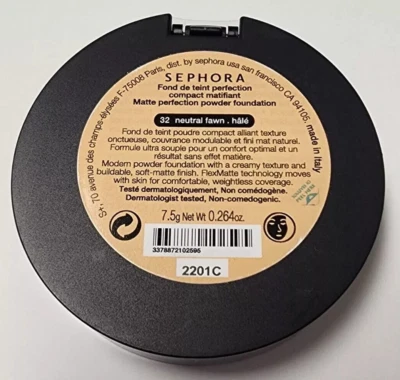 S+, 70 avenue des champs-élysées F-75008 Paris, dist. by sephora usa san francisco CA 94105, made in Italy
SEPHORA
Fond de teint perfection
compact matifiant
Matte perfection powder foundation
32 neutral fawn . hâlé
Fond de teint poudre compact alliant texture
onctueuse, couvrance modulable et fini mat naturel.
Formule ultra souple pour un confort optimal et un
résultat sans effet matière.
Modern powder foundation with a creamy texture and
buildable, soft-matte finish. FlexMatte technology moves
with skin for comfortable, weightless coverage.
Testé dermatologiquement, Non-comédogène.
Dermatologist tested, Non-comedogenic.
7.5g Net Wt 0.264oz.
3378872102595
2201C